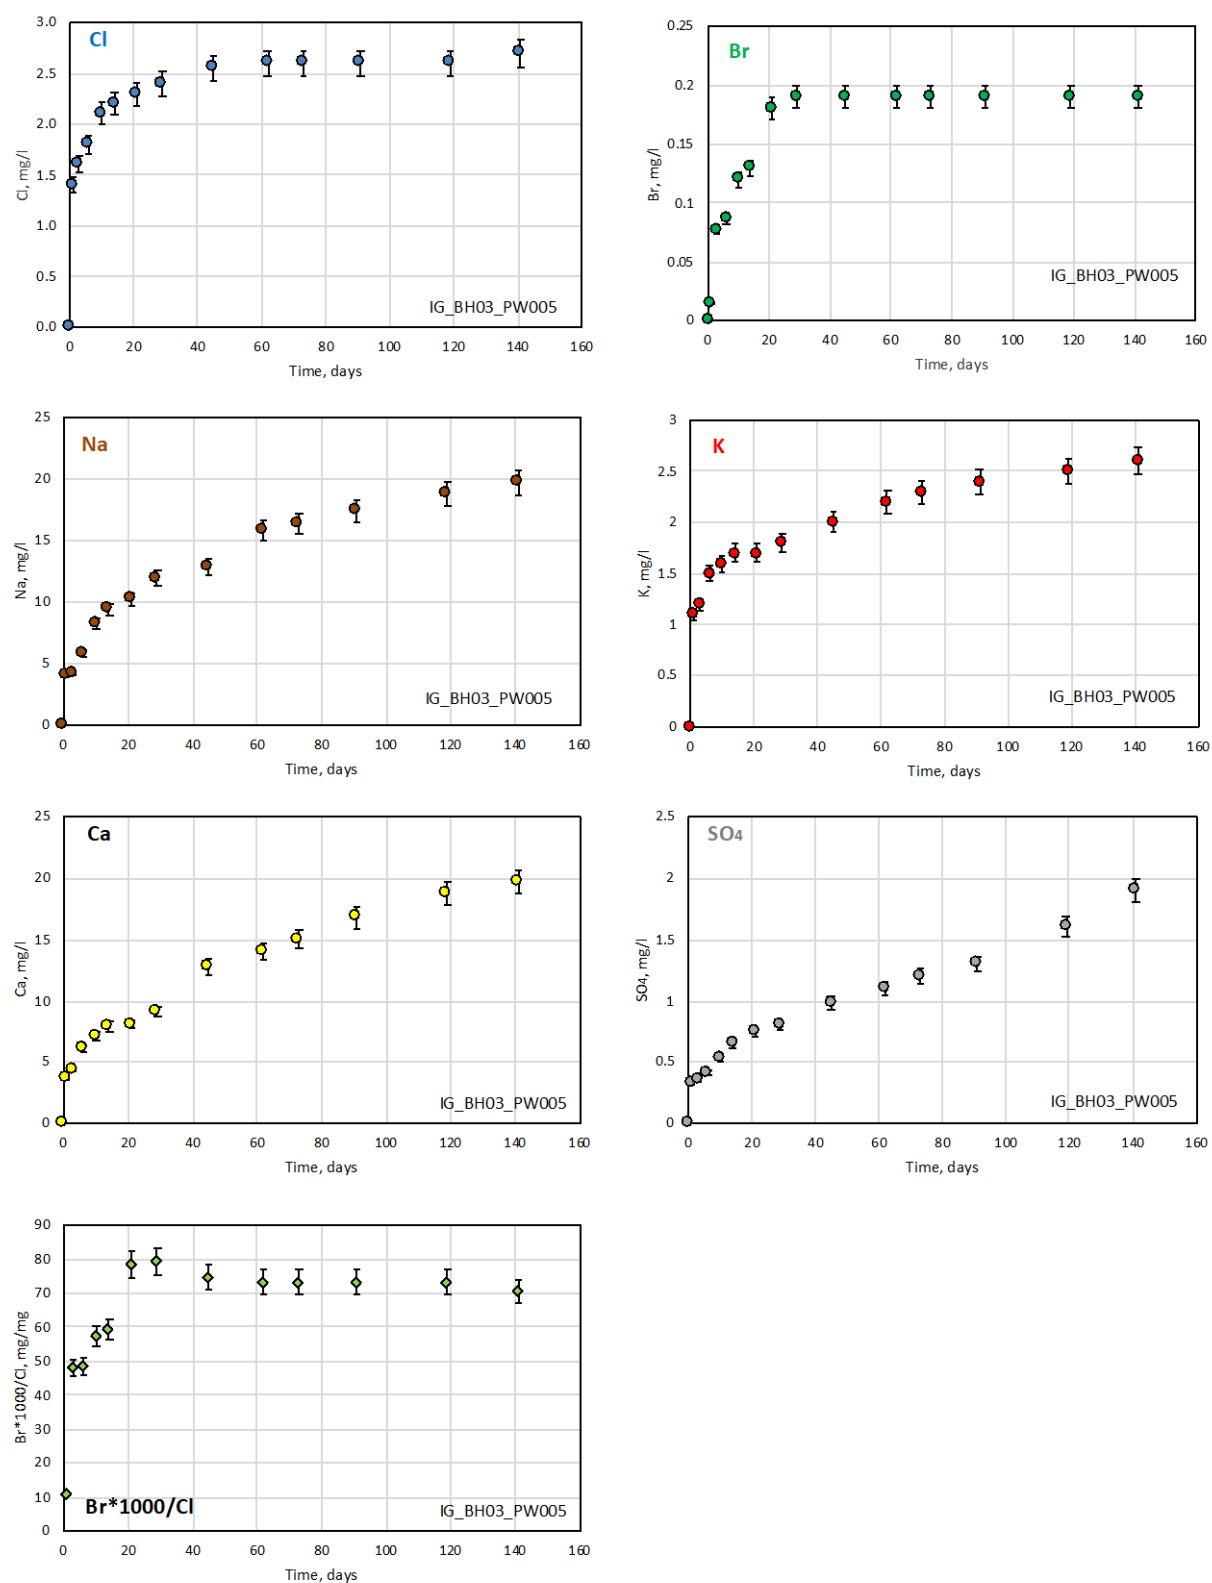 Cl
3.0
2.5
2.0
1.5
1.0
0.5
0.0
Cl, mg/l
IG_BH03_PW005
0 20 40 60 80 100 120 140 160
Time, days
Br
0.25
0.2
0.15
0.1
0.05
0
Br, mg/l
IG_BH03_PW005
0 20 40 60 80 100 120 140 160
Time, days
Na
25
20
15
10
5
0
Na, mg/l
IG_BH03_PW005
0 20 40 60 80 100 120 140 160
Time, days
K
3
2.5
2
1.5
1
0.5
0
K, mg/l
IG_BH03_PW005
0 20 40 60 80 100 120 140 160
Time, days
Ca
25
20
15
10
5
0
Ca, mg/l
IG_BH03_PW005
0 20 40 60 80 100 120 140 160
Time, days
SO4
2.5
2
1.5
1
0.5
0
SO4, mg/l
IG_BH03_PW005
0 20 40 60 80 100 120 140 160
Time, days
90
80
70
60
50
40
30
20
10
0
Br*1000/Cl, mg/mg
Br*1000/Cl
IG_BH03_PW005
0 20 40 60 80 100 120 140 160
Time, days